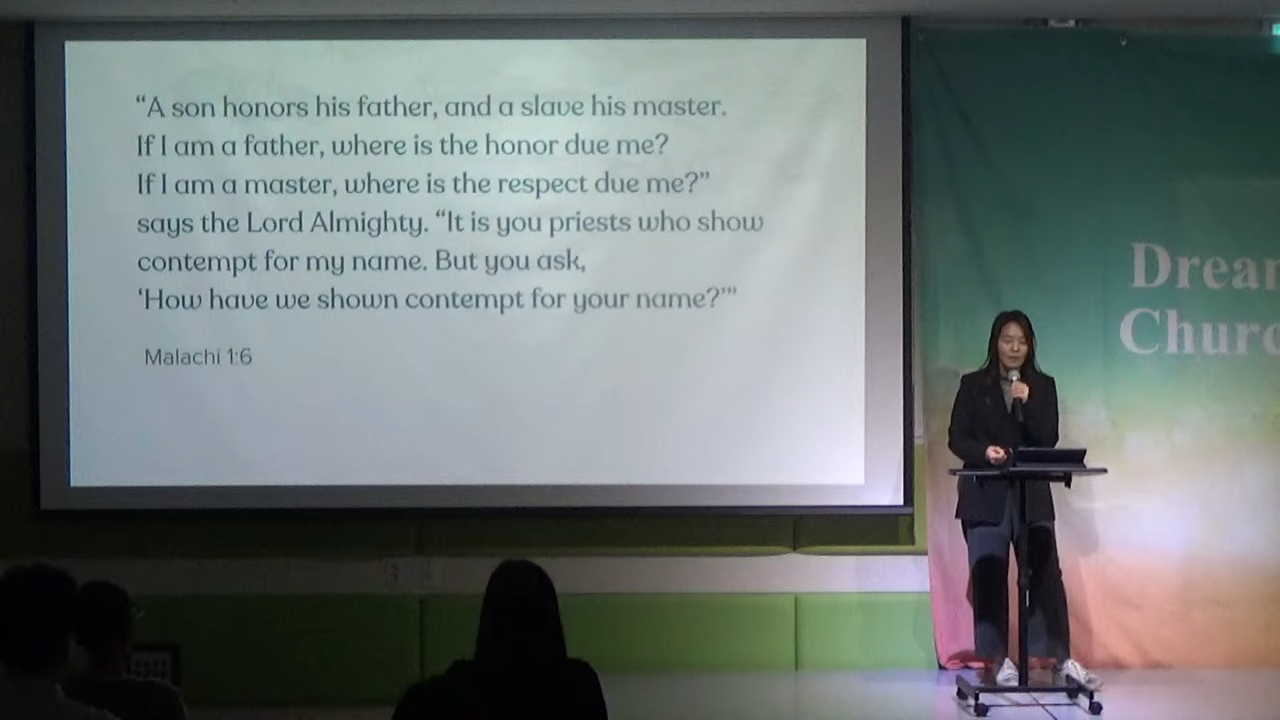 “A son honors his father, and a slave his master.
If I am a father, where is the honor due me?
If I am a master, where is the respect due me?”
says the Lord Almighty. “It is you priests who show
contempt for my name. But you ask,
‘How have we shown contempt for your name?’”
Malachi 1:6